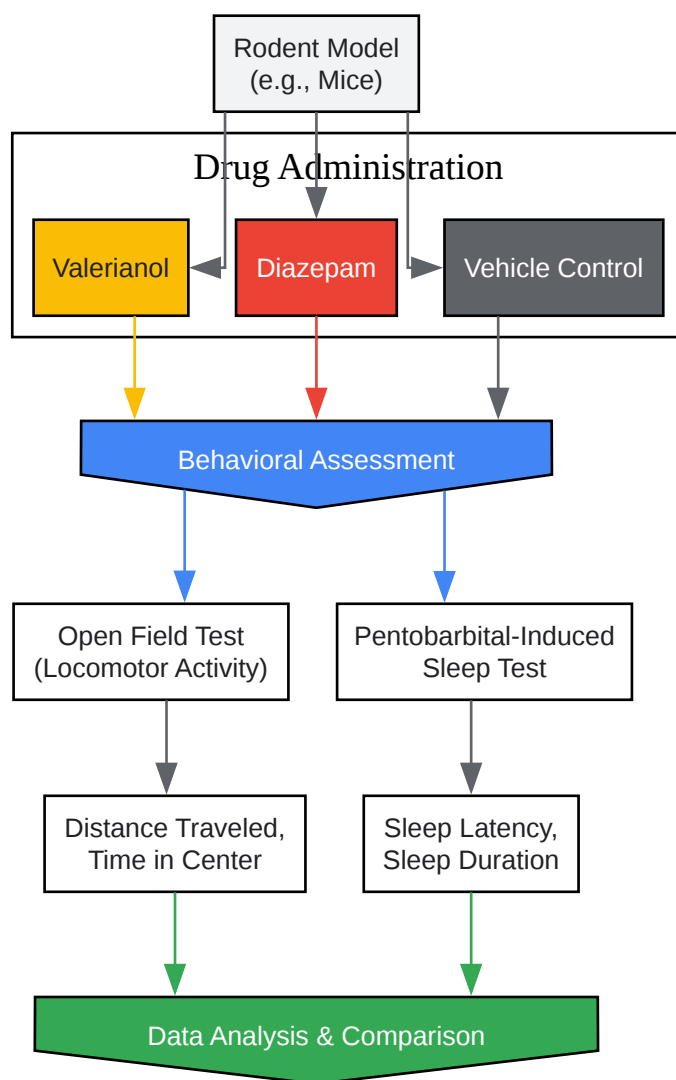 Rodent Model
(e.g., Mice)
Drug Administration
Valerianol
Diazepam
Vehicle Control
Behavioral Assessment
Open Field Test
(Locomotor Activity)
Pentobarbital-Induced
Sleep Test
Distance Traveled,
Time in Center
Sleep Latency,
Sleep Duration
Data Analysis & Comparison